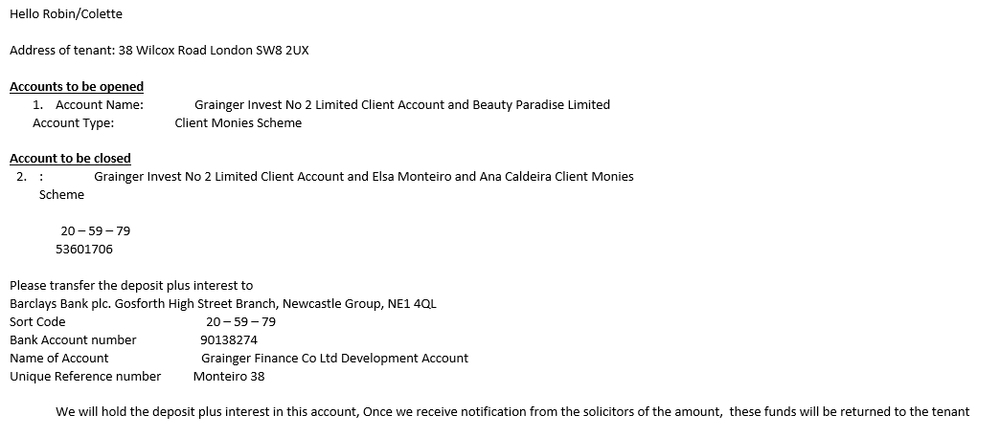 Hello Robin/Colette
Address of tenant: 38 Wilcox Road London SW8 2UX
Accounts to be opened
1. Account Name: Grainger Invest No 2 Limited Client Account and Beauty Paradise Limited
Account Type: Client Monies Scheme
Account to be closed
2. : Grainger Invest No 2 Limited Client Account and Elsa Monteiro and Ana Caldeira Client Monies
Scheme
20 – 59 – 79
53601706
Please transfer the deposit plus interest to
Barclays Bank plc. Gosforth High Street Branch, Newcastle Group, NE1 4QL
Sort Code 20 – 59 – 79
Bank Account number 90138274
Name of Account Grainger Finance Co Ltd Development Account
Unique Reference number Monteiro 38
We will hold the deposit plus interest in this account, Once we receive notification from the solicitors of the amount, these funds will be returned to the tenant